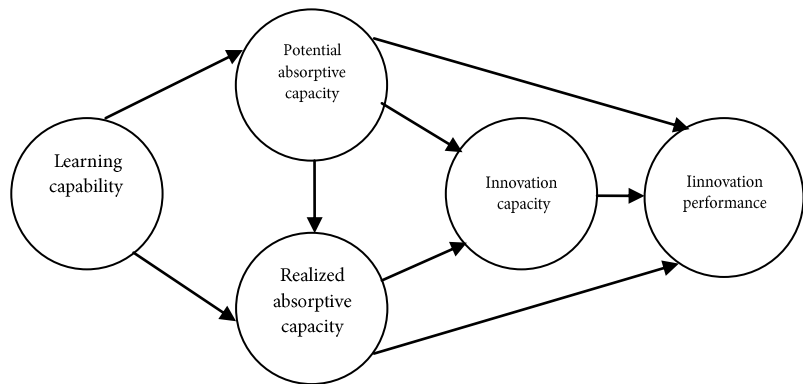 Potential
absorptive
capacity
Learning
capability
Innovation
capacity
Iinnovation
performance
Realized
absorptive
capacity